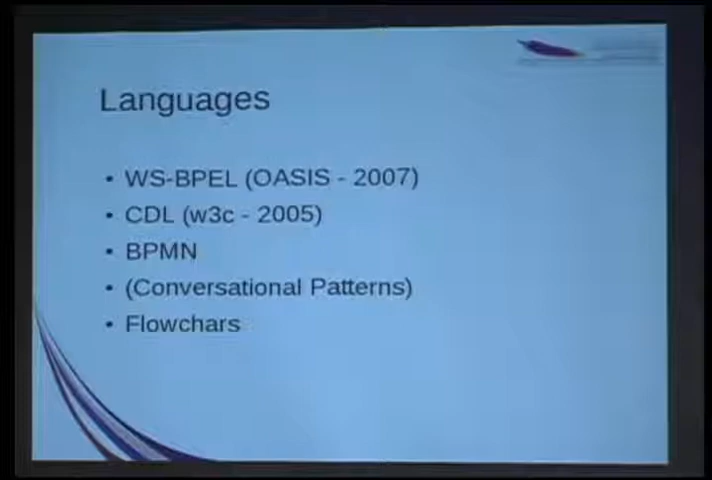 Languages
• WS-BPEL (OASIS - 2007)
• CDL (w3c - 2005)
• BPMN
• (Conversational Patterns)
• Flowchars